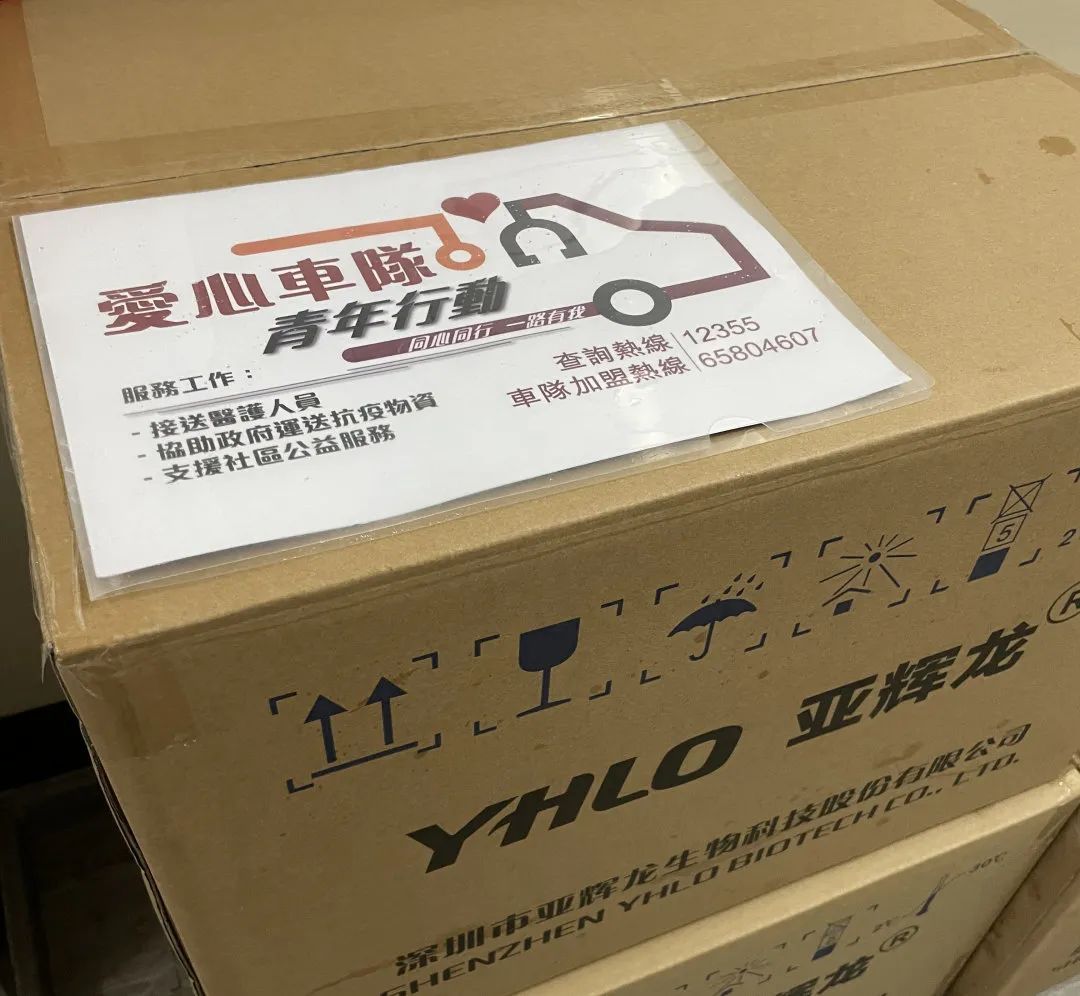 愛心車隊
青年行動
同心同行 一路有我
查詢熱線 12355
車隊加盟熱線 65804607
服務工作：
- 接送醫護人員
- 協助政府運送抗疫物資
- 支援社區公益服務
5
YHLO 亚辉龙®
深圳市亚辉龙生物科技股份有限公司
SHENZHEN YHLO BIOTECH CO., LTD.
30℃
辉龙®